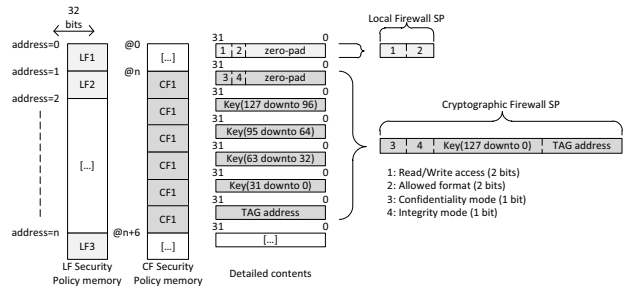 32
bits
address=0
address=1
address=2
address=n
LF1
LF2
[...]
LF3
LF Security
Policy memory
@0
@n
@n+6
[...]
CF1
CF1
CF1
CF1
CF1
CF1
[...]
CF Security
Policy memory
31 0
1 2 zero-pad
31 0
3 4 zero-pad
31 0
Key(127 downto 96)
31 0
Key(95 downto 64)
31 0
Key(63 downto 32)
31 0
Key(31 downto 0)
31 0
TAG address
31 0
[...]
Detailed contents
Local Firewall SP
1 2
Cryptographic Firewall SP
3 4 Key(127 downto 0) TAG address
1: Read/Write access (2 bits)
2: Allowed format (2 bits)
3: Confidentiality mode (1 bit)
4: Integrity mode (1 bit)